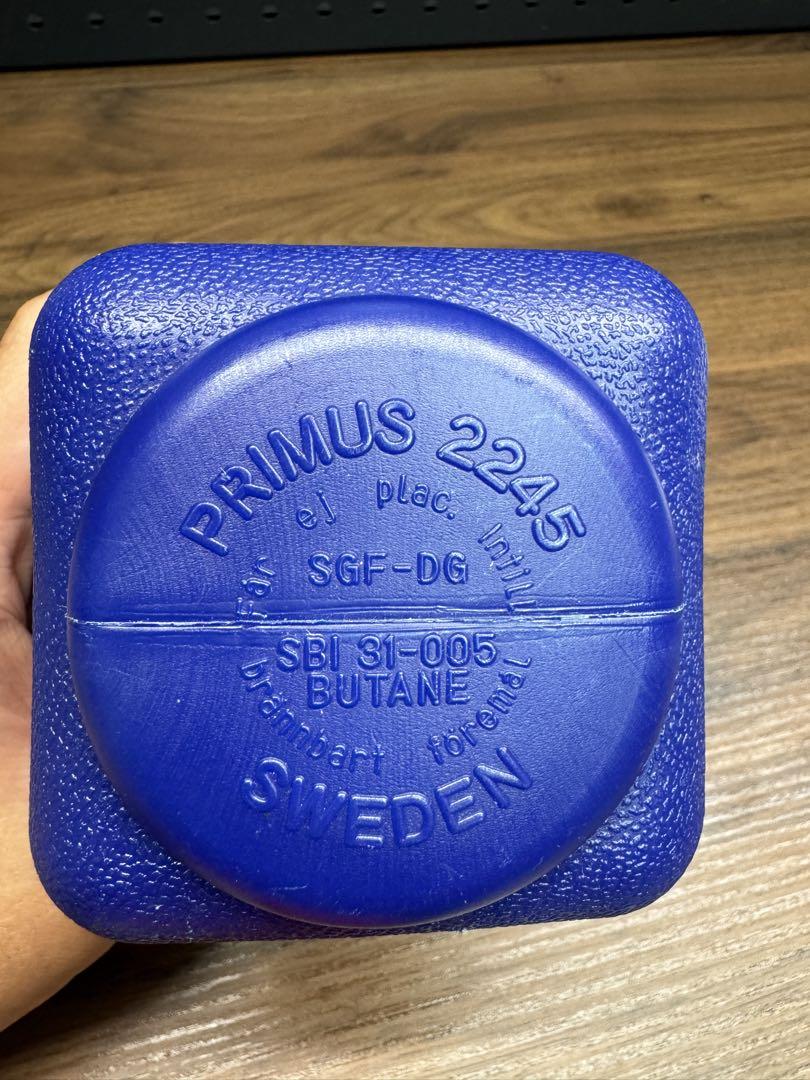 PRIMUS 2245
Får ej plac. intill
SGF-DG
SBI 31-005
BUTANE
brännbart föremål
SWEDEN